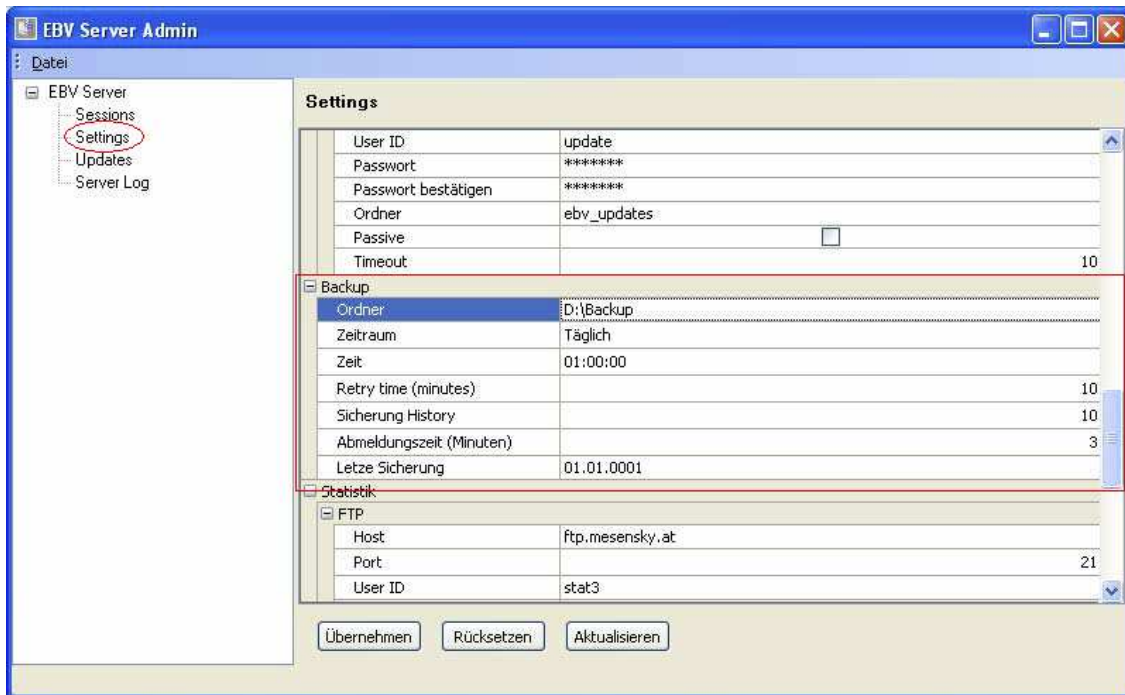 EBV Server Admin
Datei
EBV Server
Sessions
Settings
Updates
Server Log
Settings
User ID update
Passwort *******
Passwort bestätigen *******
Ordner ebv_updates
Passive
Timeout 10
Backup
Ordner D:\Backup
Zeitraum Täglich
Zeit 01:00:00
Retry time (minutes) 10
Sicherung History 10
Abmeldungszeit (Minuten) 3
Letze Sicherung 01.01.0001
Statistik
FTP
Host ftp.mesensky.at
Port 21
User ID stat3
Übernehmen Rücksetzen Aktualisieren